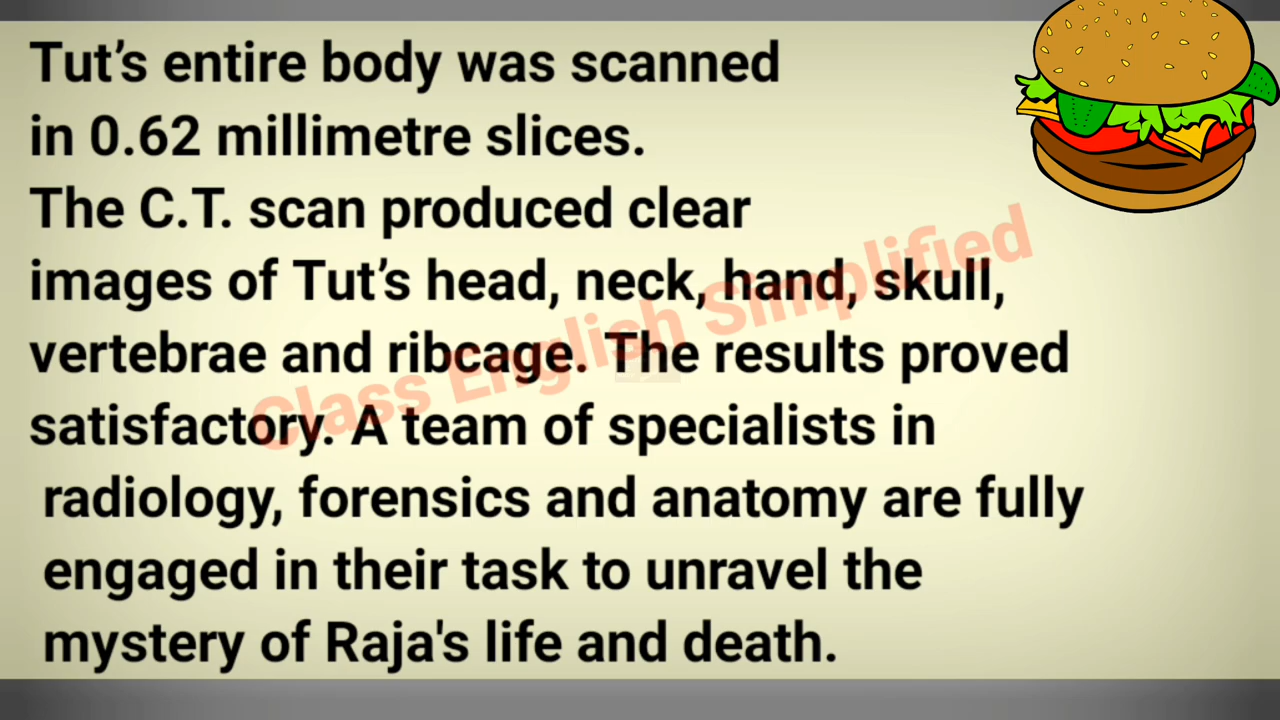 Tut’s entire body was scanned
in 0.62 millimetre slices.
The C.T. scan produced clear
images of Tut’s head, neck, hand, skull,
vertebrae and ribcage. The results proved
satisfactory. A team of specialists in
radiology, forensics and anatomy are fully
engaged in their task to unravel the
mystery of Raja's life and death.
Class English Simplified